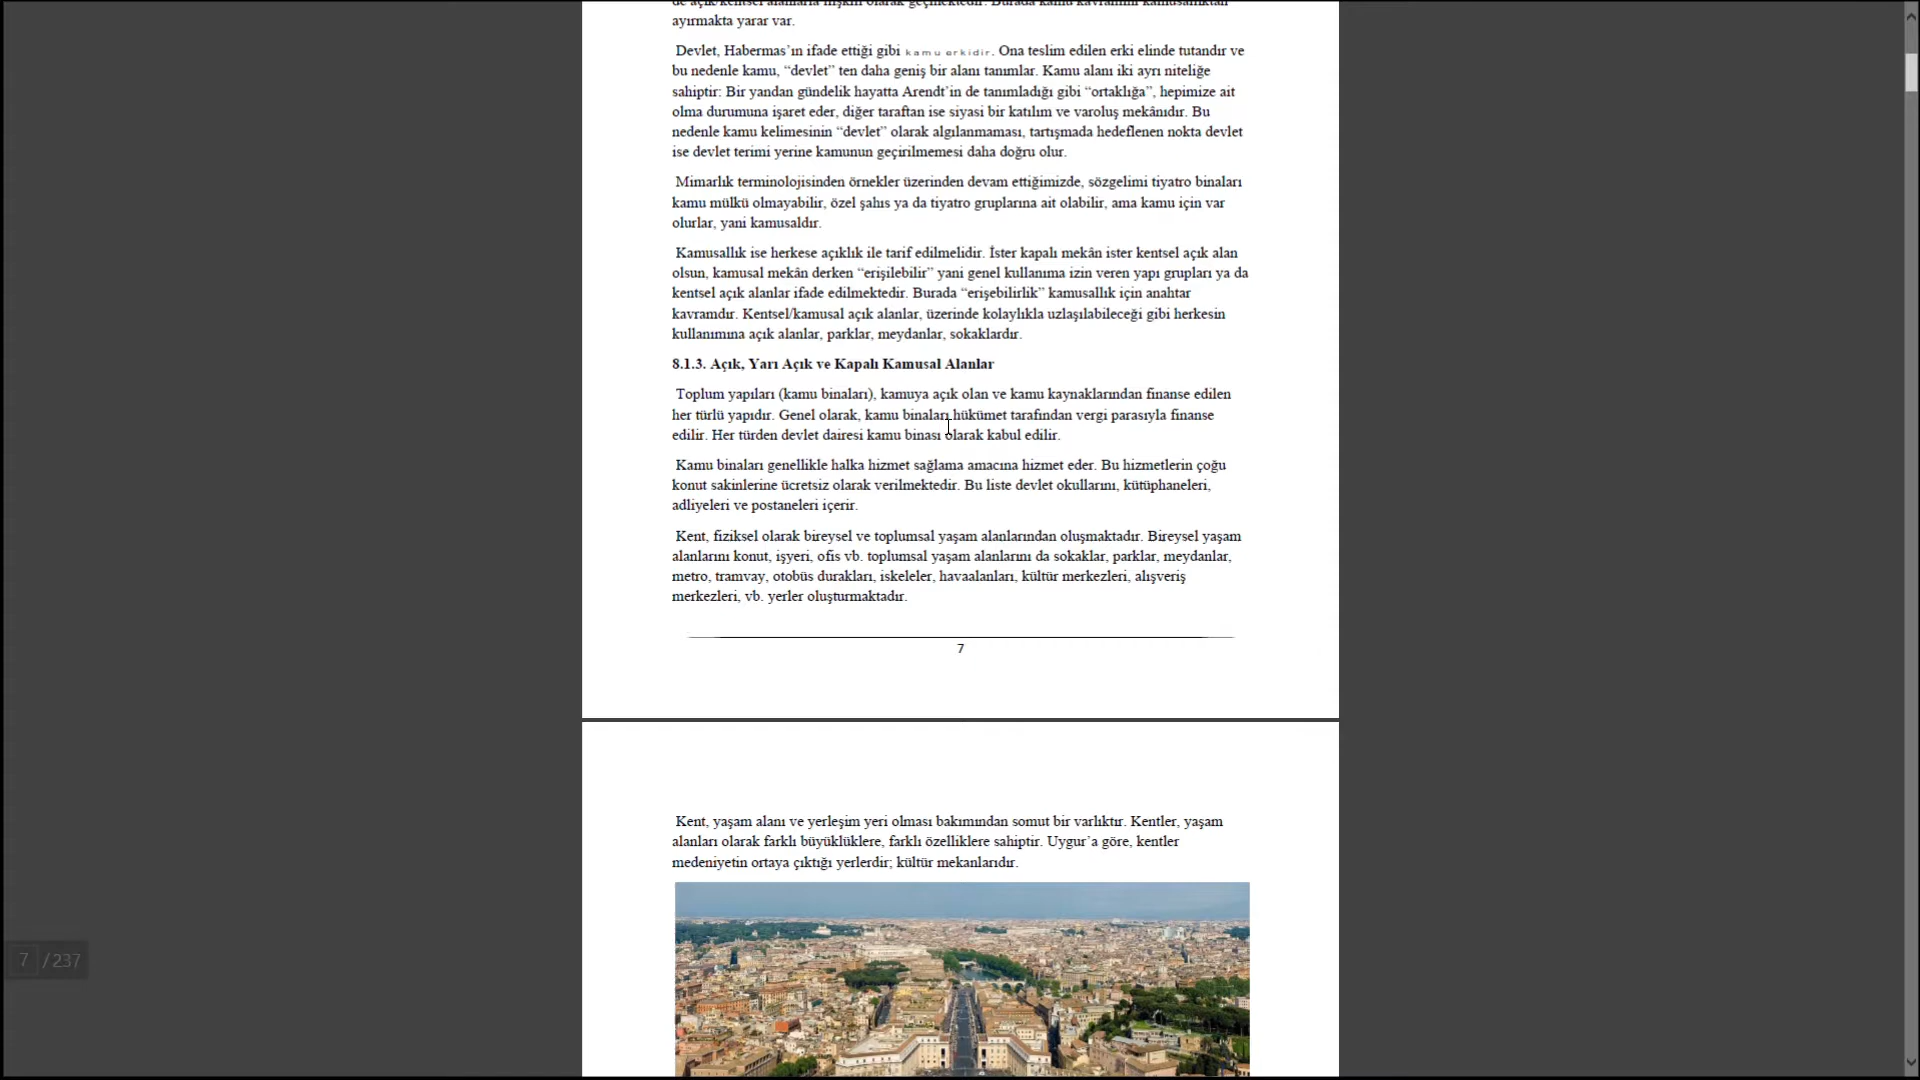 de açık/kentsel alanlarla ilişkili olarak geçmektedir. Burada kamu kavramını kamusallıktan
ayırmakta yarar var.
Devlet, Habermas’ın ifade ettiği gibi kamu erkidir. Ona teslim edilen erki elinde tutandır ve
bu nedenle kamu, “devlet” ten daha geniş bir alanı tanımlar. Kamu alanı iki ayrı niteliğe
sahiptir: Bir yandan gündelik hayatta Arendt’in de tanımladığı gibi “ortaklığa”, hepimize ait
olma durumuna işaret eder, diğer taraftan ise siyasi bir katılım ve varoluş mekânıdır. Bu
nedenle kamu kelimesinin “devlet” olarak algılanmaması, tartışmada hedeflenen nokta devlet
ise devlet terimi yerine kamunun geçirilmemesi daha doğru olur.
Mimarlık terminolojisinden örnekler üzerinden devam ettiğimizde, sözgelimi tiyatro binaları
kamu mülkü olmayabilir, özel şahıs ya da tiyatro gruplarına ait olabilir, ama kamu için var
olurlar, yani kamusaldır.
Kamusallık ise herkese açıklık ile tarif edilmelidir. İster kapalı mekân ister kentsel açık alan
olsun, kamusal mekân derken “erişilebilir” yani genel kullanıma izin veren yapı grupları ya da
kentsel açık alanlar ifade edilmektedir. Burada “erişebilirlik” kamusallık için anahtar
kavramdır. Kentsel/kamusal açık alanlar, üzerinde kolaylıkla uzlaşılabileceği gibi herkesin
kullanımına açık alanlar, parklar, meydanlar, sokaklardır.
8.1.3. Açık, Yarı Açık ve Kapalı Kamusal Alanlar
Toplum yapıları (kamu binaları), kamuya açık olan ve kamu kaynaklarından finanse edilen
her türlü yapıdır. Genel olarak, kamu binaları hükümet tarafından vergi parasıyla finanse
edilir. Her türden devlet dairesi kamu binası olarak kabul edilir.
Kamu binaları genellikle halka hizmet sağlama amacına hizmet eder. Bu hizmetlerin çoğu
konut sakinlerine ücretsiz olarak verilmektedir. Bu liste devlet okullarını, kütüphaneleri,
adliyeleri ve postaneleri içerir.
Kent, fiziksel olarak bireysel ve toplumsal yaşam alanlarından oluşmaktadır. Bireysel yaşam
alanlarını konut, işyeri, ofis vb. toplumsal yaşam alanlarını da sokaklar, parklar, meydanlar,
metro, tramvay, otobüs durakları, iskeleler, havaalanları, kültür merkezleri, alışveriş
merkezleri, vb. yerler oluşturmaktadır.
7
Kent, yaşam alanı ve yerleşim yeri olması bakımından somut bir varlıktır. Kentler, yaşam
alanları olarak farklı büyüklüklere, farklı özelliklere sahiptir. Uygur’a göre, kentler
medeniyetin ortaya çıktığı yerlerdir; kültür mekanlarıdır.
7 /237